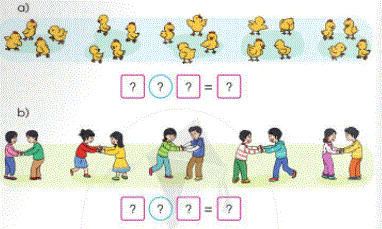 a)
? ? ? = ?
b)
? ? ? = ?